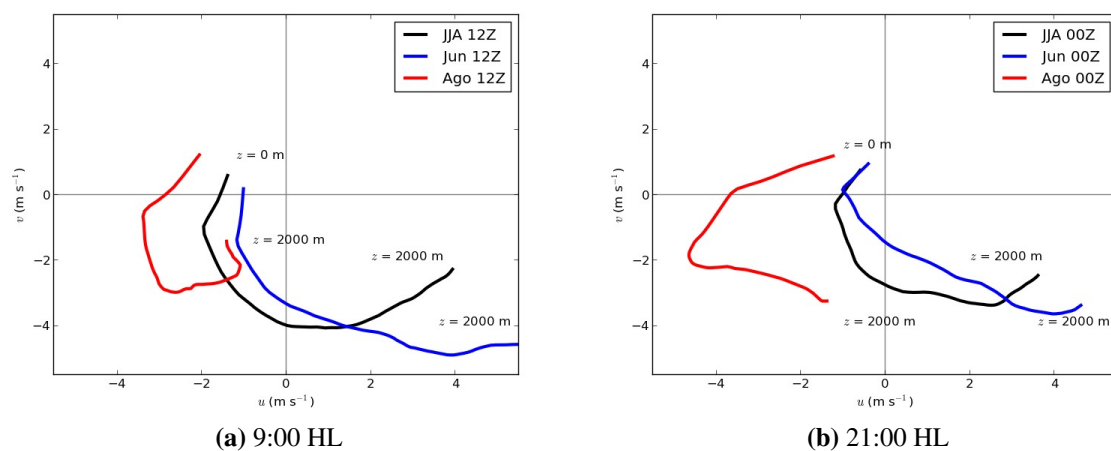 JJA 12Z
Jun 12Z
Ago 12Z
4
2
0
−2
−4
v (m s⁻¹)
z = 0 m
z = 2000 m
z = 2000 m
z = 2000 m
−4 −2 0 2 4
u (m s⁻¹)
(a) 9:00 HL
JJA 00Z
Jun 00Z
Ago 00Z
4
2
0
−2
−4
v (m s⁻¹)
z = 0 m
z = 2000 m
z = 2000 m
z = 2000 m
−4 −2 0 2 4
u (m s⁻¹)
(b) 21:00 HL